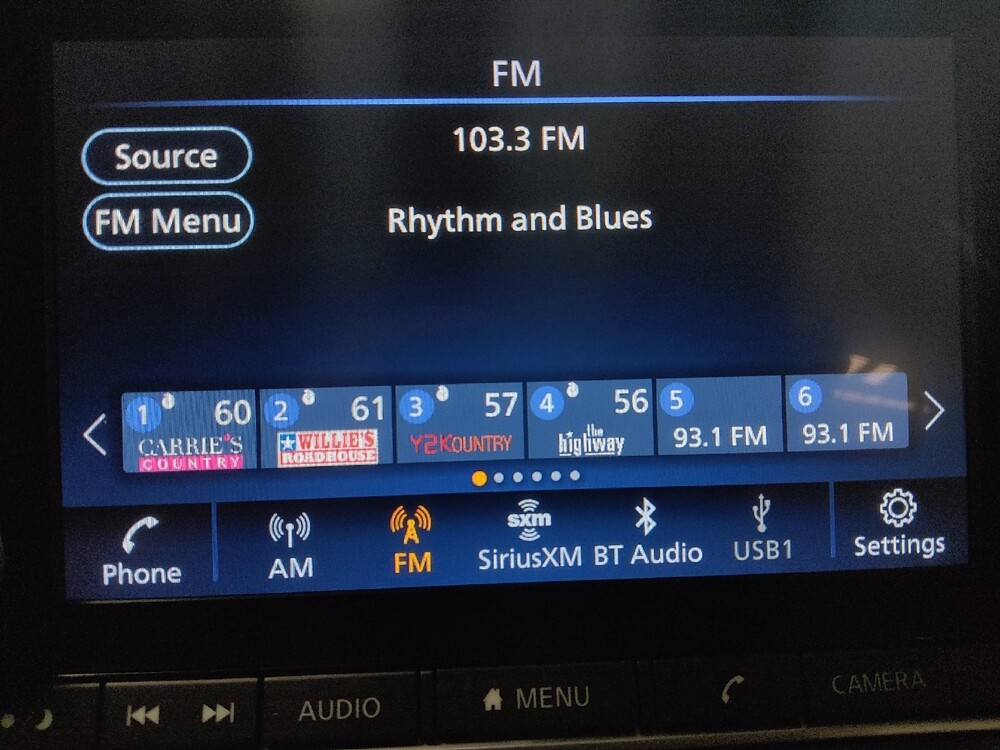 FM
103.3 FM
Source
FM Menu
Rhythm and Blues
1 60
CARRIE'S
COUNTRY
2 61
WILLIE'S
ROADHOUSE
3 57
Y2KOUNTRY
4 56
the
highway
5
93.1 FM
6
93.1 FM
Phone
AM
FM
sxm
SiriusXM
BT Audio
USB1
Settings
AUDIO
MENU
CAMERA